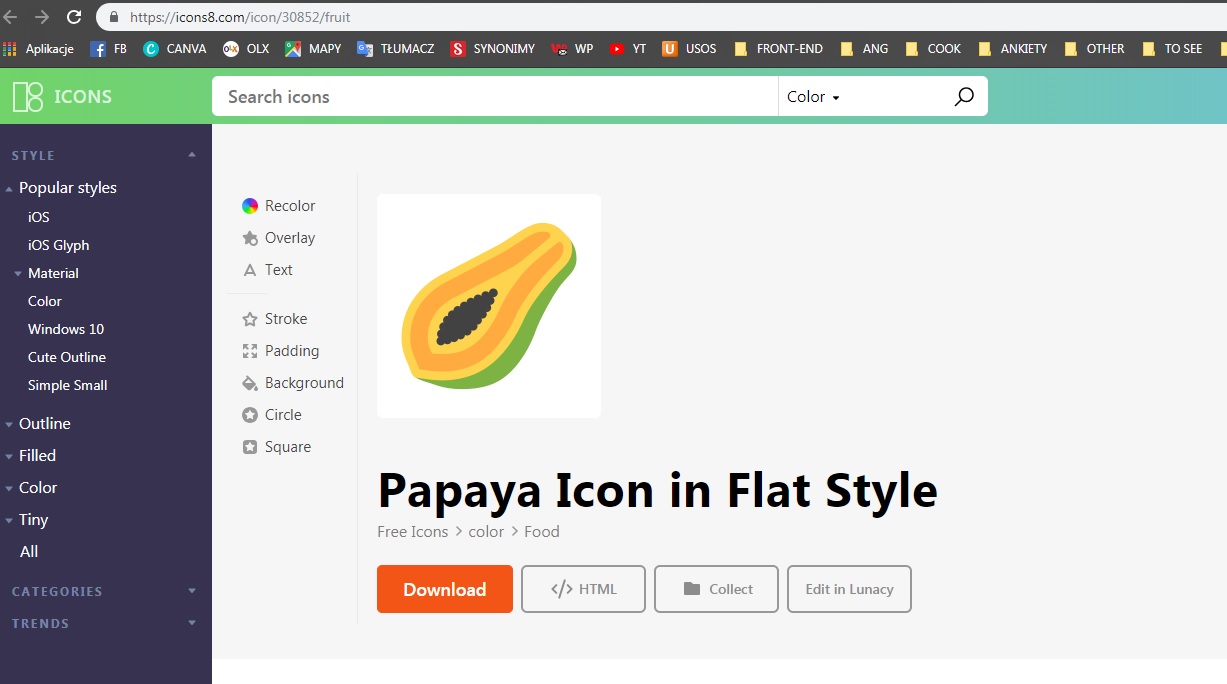 https://icons8.com/icon/30852/fruit
Aplikacje FB CANVA OLX MAPY TŁUMACZ SYNONIMY WP YT USOS FRONT-END ANG COOK ANKIETY OTHER TO SEE
ICONS
Search icons
Color
STYLE
Popular styles
iOS
iOS Glyph
Material
Color
Windows 10
Cute Outline
Simple Small
Outline
Filled
Color
Tiny
All
CATEGORIES
TRENDS
Recolor
Overlay
Text
Stroke
Padding
Background
Circle
Square
Papaya Icon in Flat Style
Free Icons > color > Food
Download
</> HTML
Collect
Edit in Lunacy